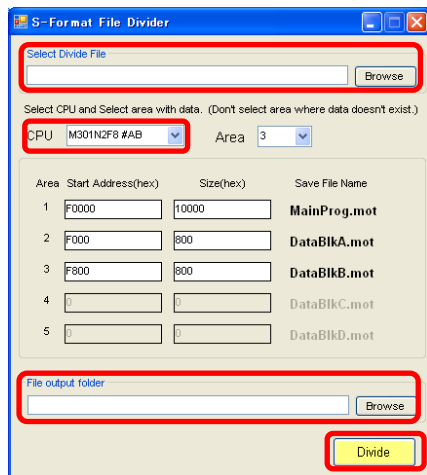 S-Format File Divider
Select Divide File
Browse
Select CPU and Select area with data. (Don't select area where data doesn't exist.)
CPU M301N2F8 #AB Area 3
Area Start Address(hex) Size(hex) Save File Name
1 F0000 10000 MainProg.mot
2 F000 800 DataBlkA.mot
3 F800 800 DataBlkB.mot
4 0 0 DataBlkC.mot
5 0 0 DataBlkD.mot
File output folder
Browse
Divide